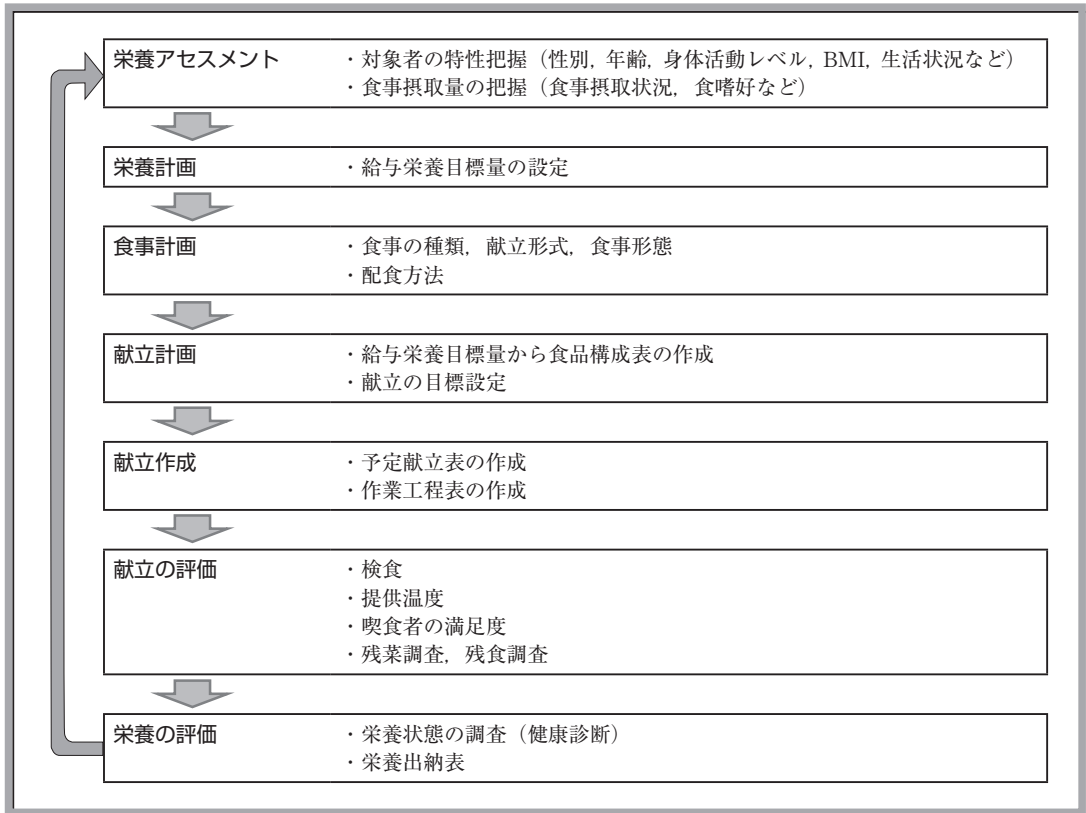 栄養アセスメント ・対象者の特性把握（性別，年齢，身体活動レベル，BMI，生活状況など）
・食事摂取量の把握（食事摂取状況，食嗜好など）
栄養計画 ・給与栄養目標量の設定
食事計画 ・食事の種類，献立形式，食事形態
・配食方法
献立計画 ・給与栄養目標量から食品構成表の作成
・献立の目標設定
献立作成 ・予定献立表の作成
・作業工程表の作成
献立の評価 ・検食
・提供温度
・喫食者の満足度
・残菜調査，残食調査
栄養の評価 ・栄養状態の調査（健康診断）
・栄養出納表